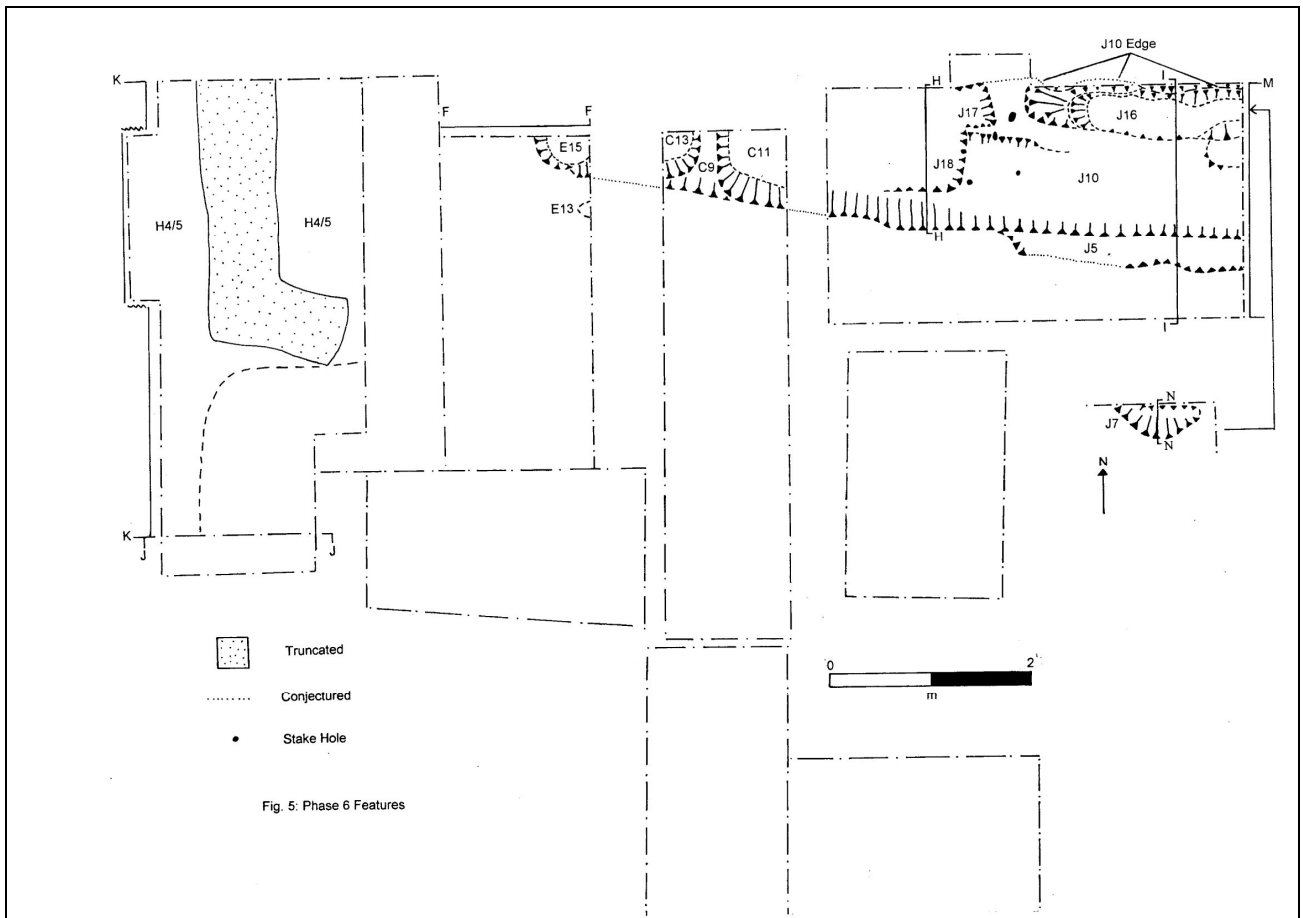 J10 Edge
K
H
I
M
F
F
J17
J16
E15
C13
C9
C11
J18
J10
E13
H4/5
H4/5
H
J5
I
J7
N
N
N
K
J
J
0
2
m
Truncated
Conjectured
Stake Hole
Fig. 5: Phase 6 Features